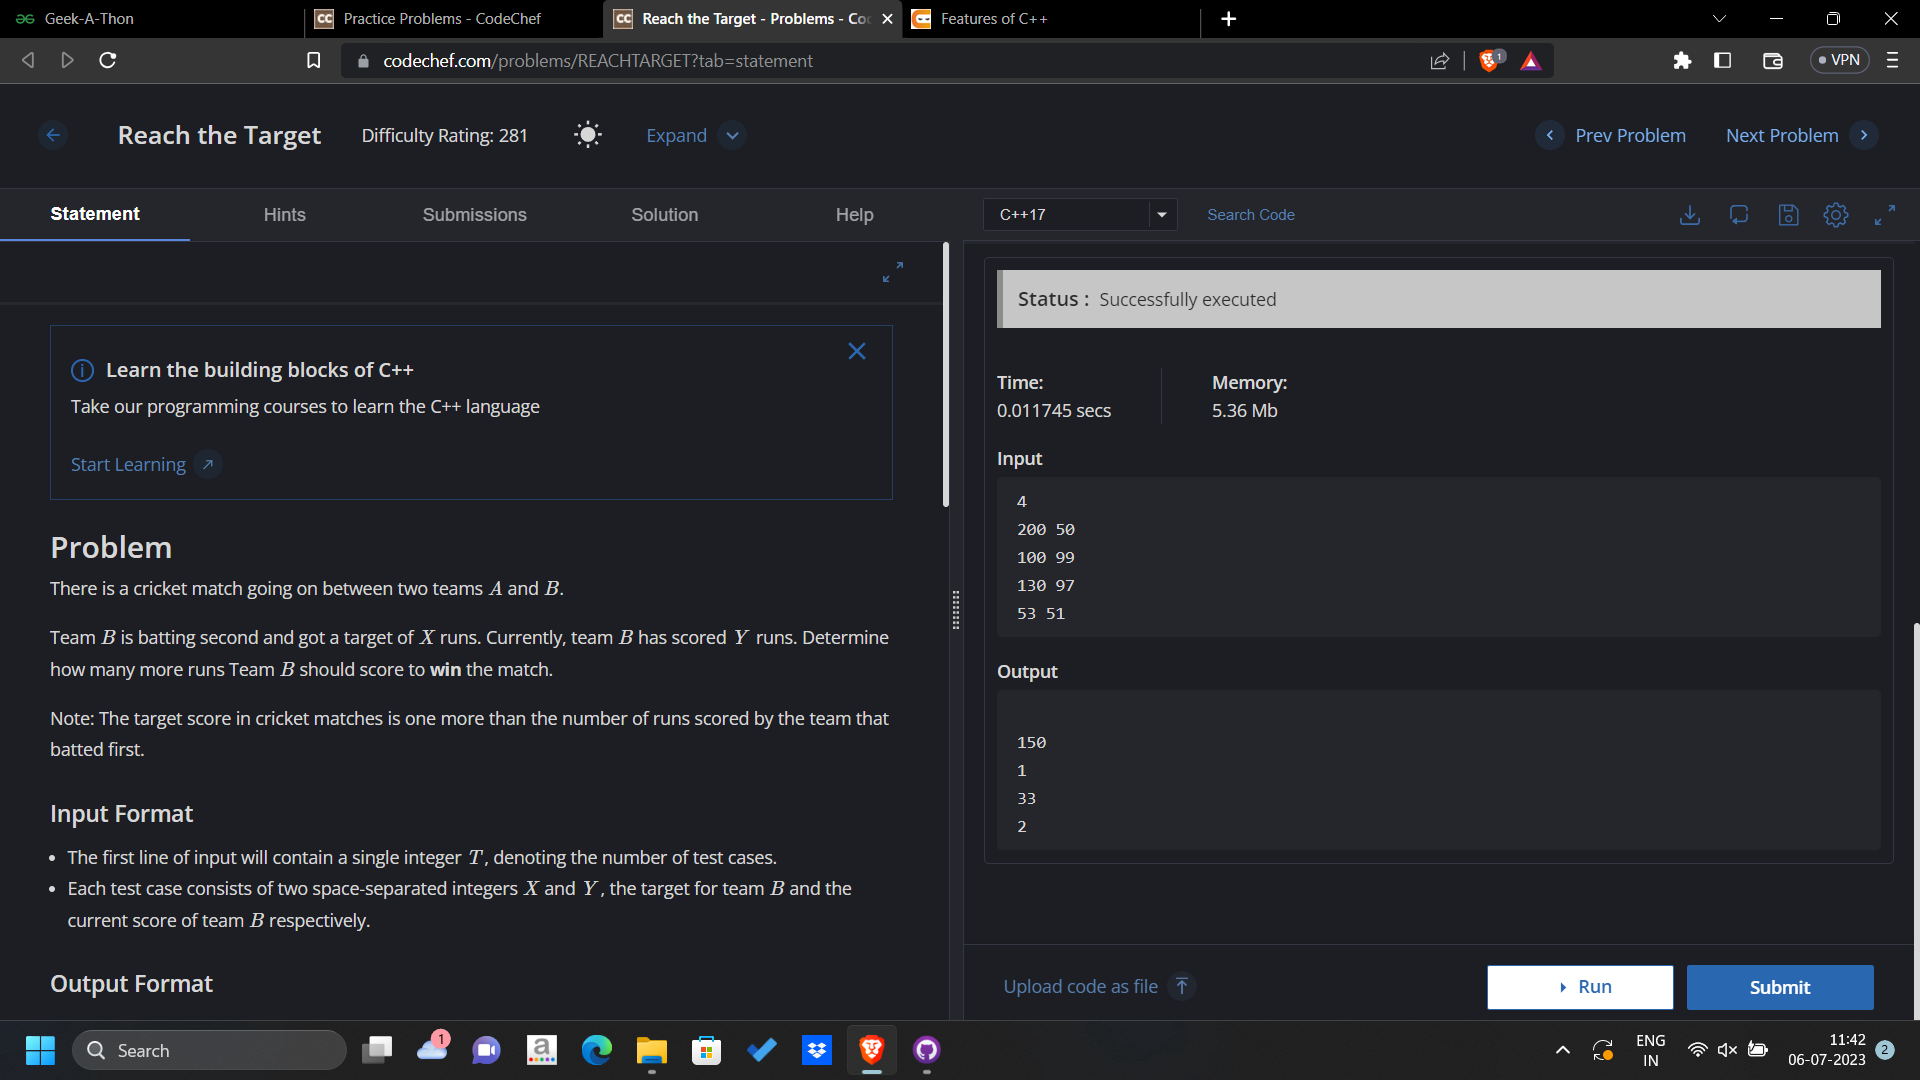 Geek-A-Thon
CC Practice Problems - CodeChef
CC Reach the Target - Problems - Co
Features of C++
codechef.com/problems/REACHTARGET?tab=statement
1
VPN
Reach the Target
Difficulty Rating: 281
Expand
Prev Problem
Next Problem
Statement
Hints
Submissions
Solution
Help
C++17
Search Code
Learn the building blocks of C++
Take our programming courses to learn the C++ language
Start Learning
Problem
There is a cricket match going on between two teams A and B.
Team B is batting second and got a target of X runs. Currently, team B has scored Y runs. Determine
how many more runs Team B should score to win the match.
Note: The target score in cricket matches is one more than the number of runs scored by the team that
batted first.
Input Format
• The first line of input will contain a single integer T, denoting the number of test cases.
• Each test case consists of two space-separated integers X and Y, the target for team B and the
current score of team B respectively.
Output Format
Status : Successfully executed
Time:
0.011745 secs
Memory:
5.36 Mb
Input
4
200 50
100 99
130 97
53 51
Output
150
1
33
2
Upload code as file
Run
Submit
Search
1
a
ENG
IN
11:42
06-07-2023
2